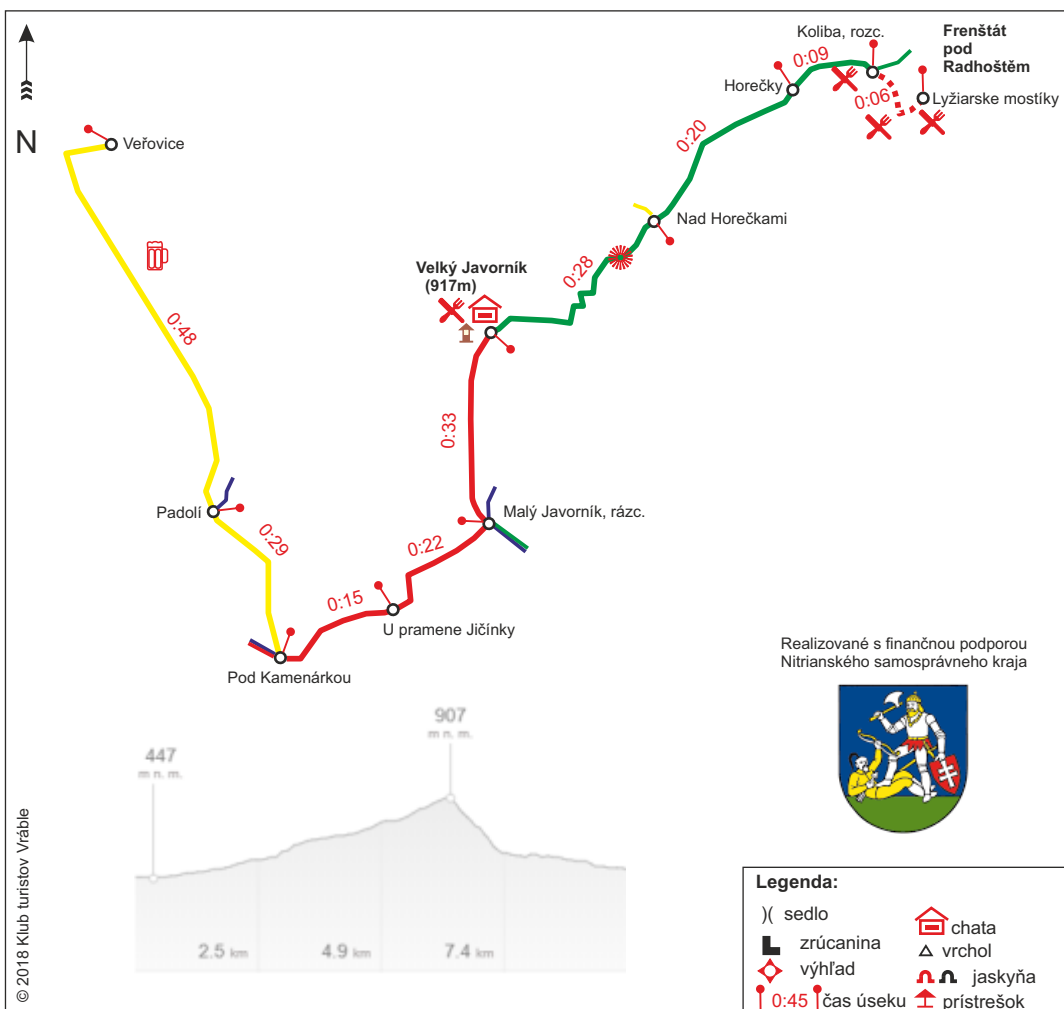 Koliba, rozc.
Frenštát
pod
Radhoštěm
0:09
Horečky
0:06
Lyžiarske mostíky
N
Veřovice
0:20
Nad Horečkami
Velký Javorník
(917m)
0:28
0:48
0:33
Padolí
Malý Javorník, rázc.
0:29
0:22
0:15
U pramene Jičínky
Pod Kamenárkou
Realizované s finančnou podporou
Nitrianského samosprávneho kraja
907
m n. m.
447
m n. m.
2.5 km
4.9 km
7.4 km
© 2018 Klub turistov Vráble
Legenda:
)( sedlo
chata
zrúcanina
vrchol
výhľad
jaskyňa
0:45 čas úseku
prístrešok